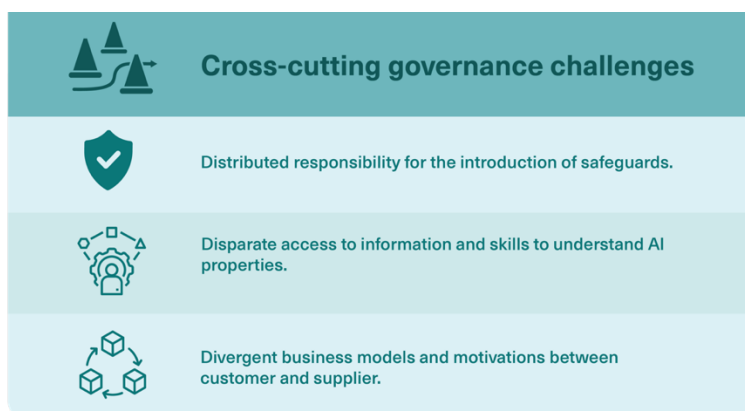 Cross-cutting governance challenges
Distributed responsibility for the introduction of safeguards.
Disparate access to information and skills to understand AI
properties.
Divergent business models and motivations between
customer and supplier.